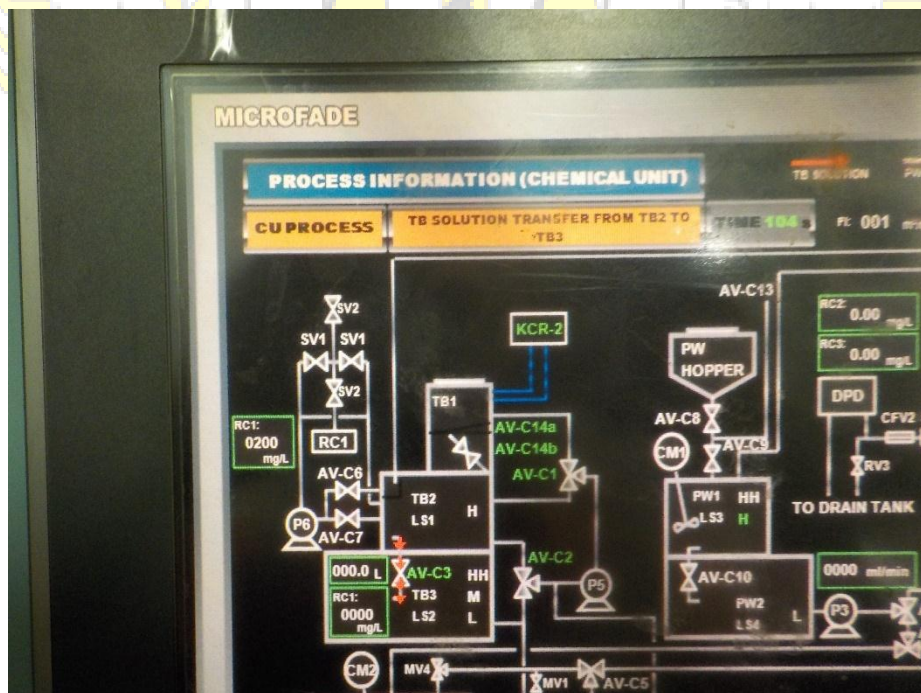 MICROFADE
PROCESS INFORMATION (CHEMICAL UNIT)
TB SOLUTION
CU PROCESS
TB SOLUTION TRANSFER FROM TB2 TO
TB3
TIME 104 s
FI: 001
AV-C13
SV2
KCR-2
RC2:
0.00 mg/L
SV1
SV1
PW
HOPPER
RC3:
0.00 mg/L
SV2
TB1
DPD
RC1:
0200
mg/L
RC1
AV-C14a
AV-C14b
AV-C1
AV-C8
CFV2
CM1
AV-C9
RV3
AV-C6
TB2
LS1
H
PW1
HH
LS3
H
TO DRAIN TANK
P6
AV-C7
AV-C2
000.0 L
AV-C3
HH
TB3
M
LS2
L
RC1:
0000
mg/L
P5
AV-C10
PW2
LS4
L
0000 ml/min
P3
CM2
MV4
MV1
AV-C5